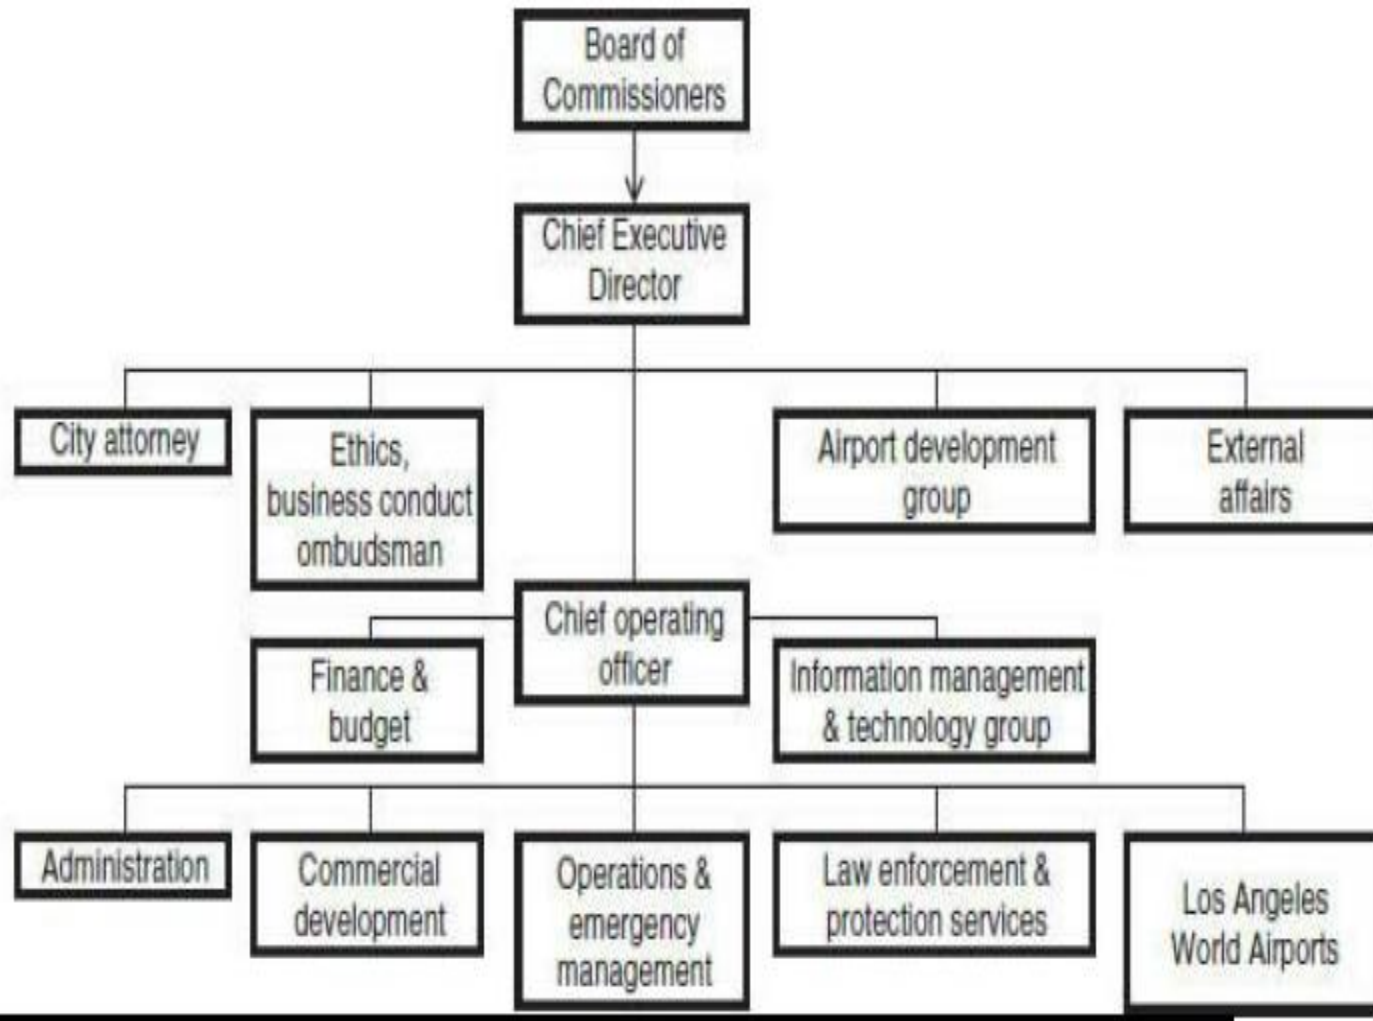 Board of
Commissioners
Chief Executive
Director
City attorney
Ethics,
business conduct
ombudsman
Airport development
group
External
affairs
Chief operating
officer
Finance &
budget
Information management
& technology group
Administration
Commercial
development
Operations &
emergency
management
Law enforcement &
protection services
Los Angeles
World Airports